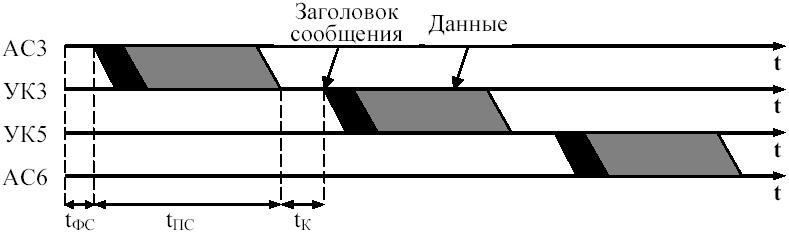 Заголовок
сообщения
Данные
АС3
t
УК3
t
УК5
t
АС6
t
tФС
tПС
tК